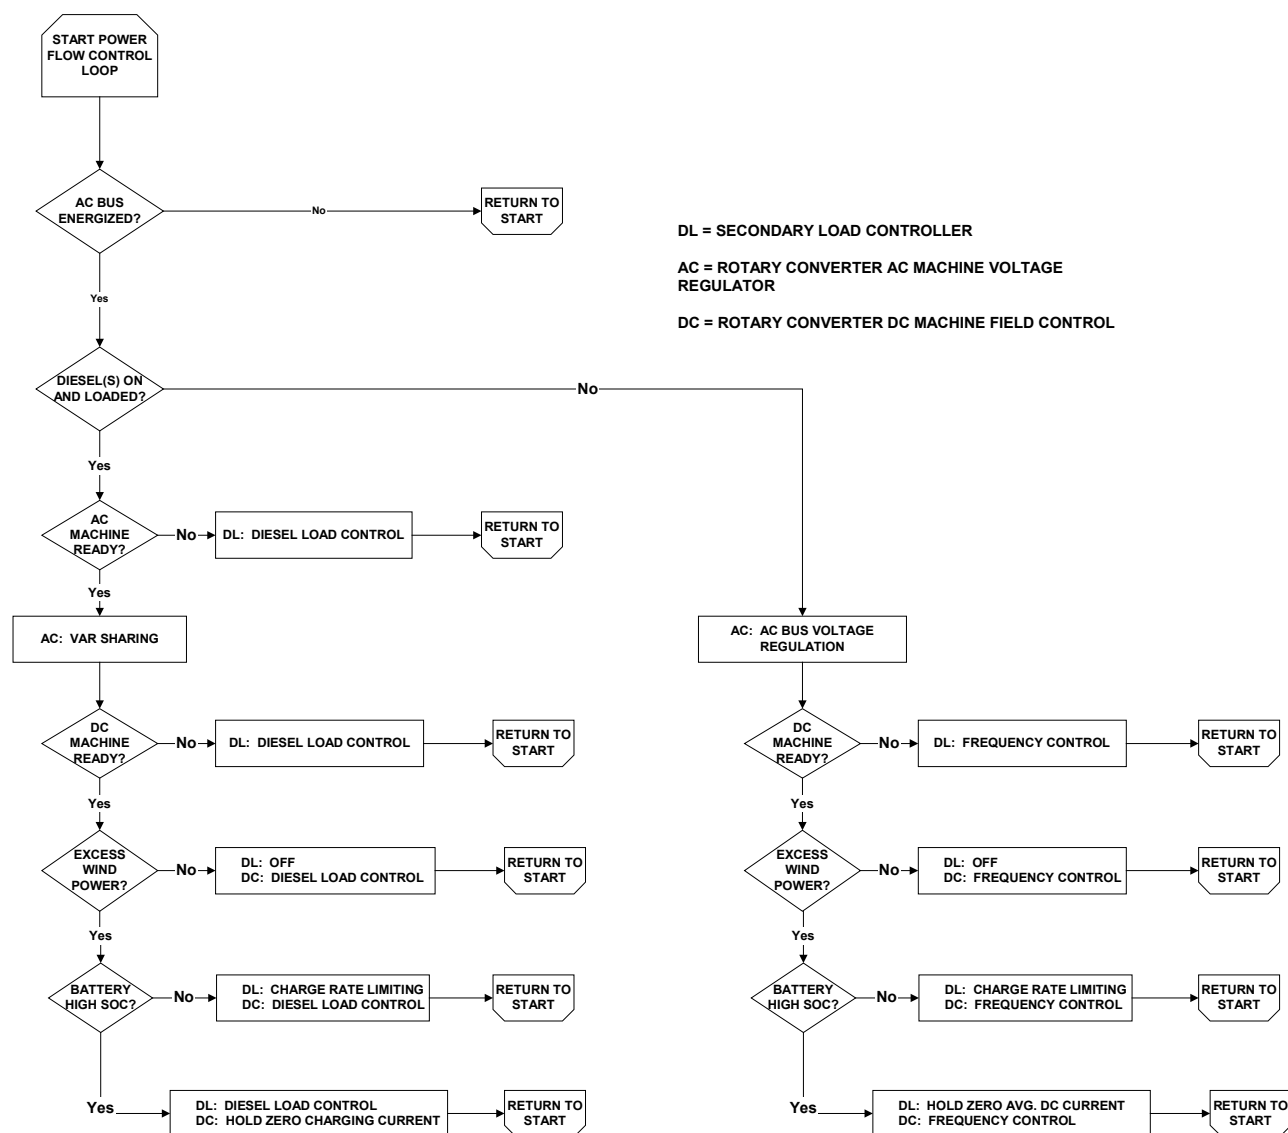 START POWER
FLOW CONTROL
LOOP
AC BUS
ENERGIZED?
No
RETURN TO
START
DL = SECONDARY LOAD CONTROLLER
AC = ROTARY CONVERTER AC MACHINE VOLTAGE
REGULATOR
DC = ROTARY CONVERTER DC MACHINE FIELD CONTROL
Yes
DIESEL(S) ON
AND LOADED?
No
Yes
AC
MACHINE
READY?
No
DL: DIESEL LOAD CONTROL
RETURN TO
START
Yes
AC: VAR SHARING
AC: AC BUS VOLTAGE
REGULATION
DC
MACHINE
READY?
No
DL: DIESEL LOAD CONTROL
RETURN TO
START
DC
MACHINE
READY?
No
DL: FREQUENCY CONTROL
RETURN TO
START
Yes
Yes
EXCESS
WIND
POWER?
No
DL: OFF
DC: DIESEL LOAD CONTROL
RETURN TO
START
EXCESS
WIND
POWER?
No
DL: OFF
DC: FREQUENCY CONTROL
RETURN TO
START
Yes
Yes
BATTERY
HIGH SOC?
No
DL: CHARGE RATE LIMITING
DC: DIESEL LOAD CONTROL
RETURN TO
START
BATTERY
HIGH SOC?
No
DL: CHARGE RATE LIMITING
DC: FREQUENCY CONTROL
RETURN TO
START
Yes
DL: DIESEL LOAD CONTROL
DC: HOLD ZERO CHARGING CURRENT
RETURN TO
START
Yes
DL: HOLD ZERO AVG. DC CURRENT
DC: FREQUENCY CONTROL
RETURN TO
START